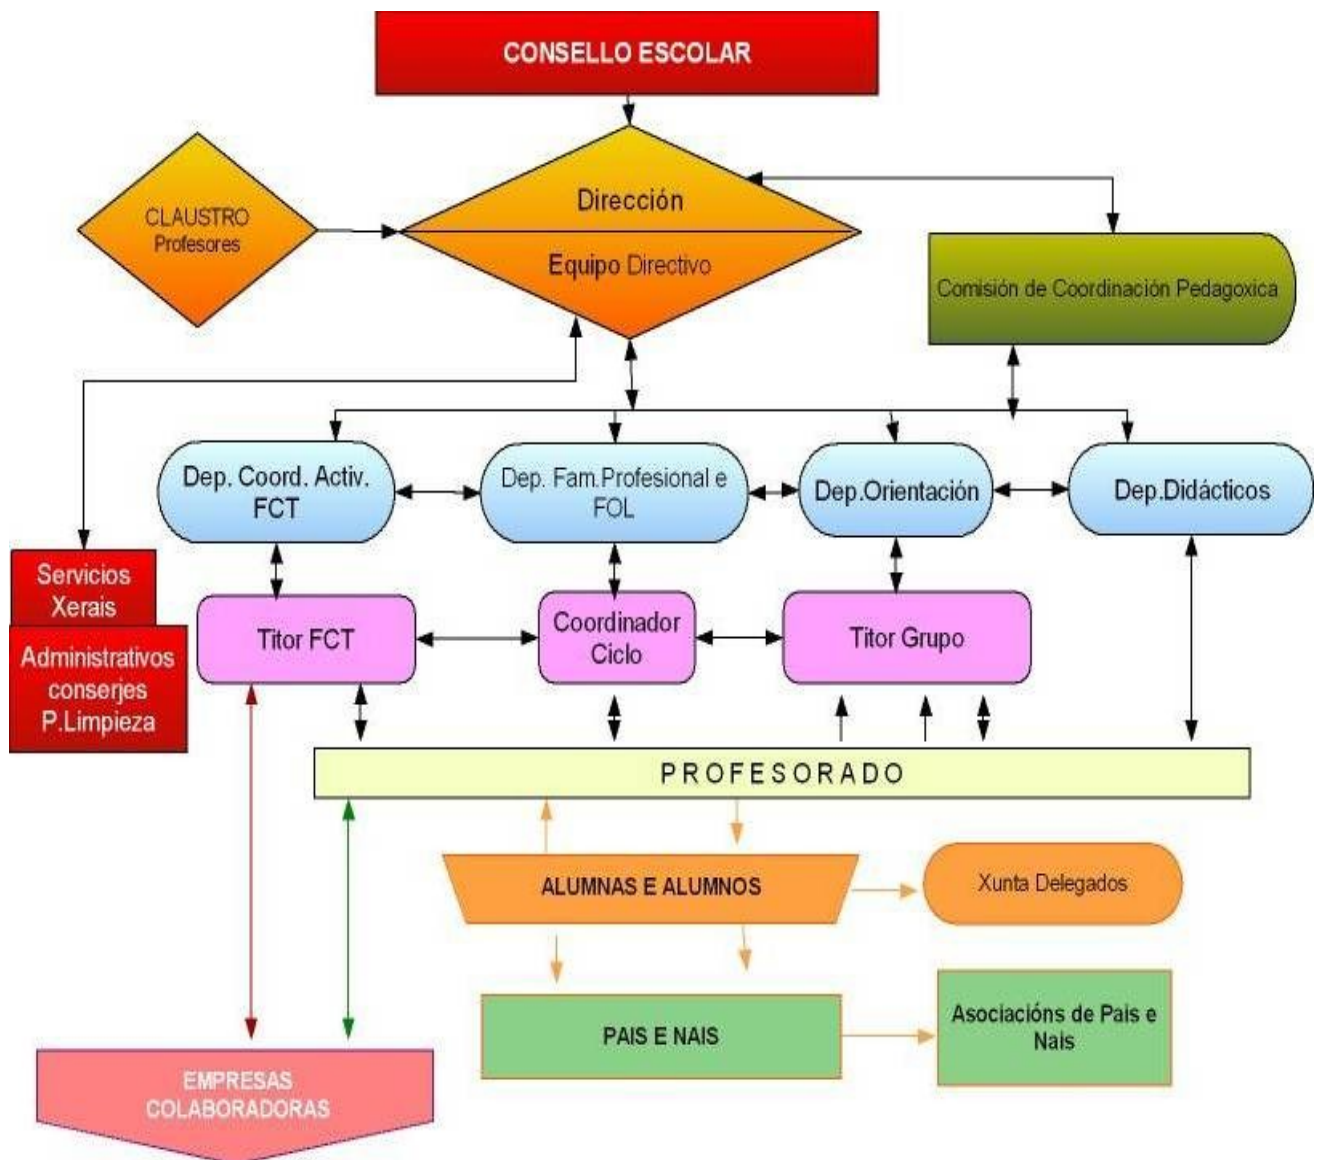 CONSELLO ESCOLAR
Dirección
CLAUSTRO
Profesores
Equipo Directivo
Comisión de Coordinación Pedagoxica
Dep. Coord. Activ.
FCT
Dep. Fam.Profesional e
FOL
Dep.Orientación
Dep.Didácticos
Servicios
Xerais
Administrativos
conserjes
P.Limpieza
Titor FCT
Coordinador
Ciclo
Titor Grupo
PROFESORADO
ALUMNAS E ALUMNOS
Xunta Delegados
PAIS E NAIS
Asociacións de Pais e
Nais
EMPRESAS
COLABORADORAS